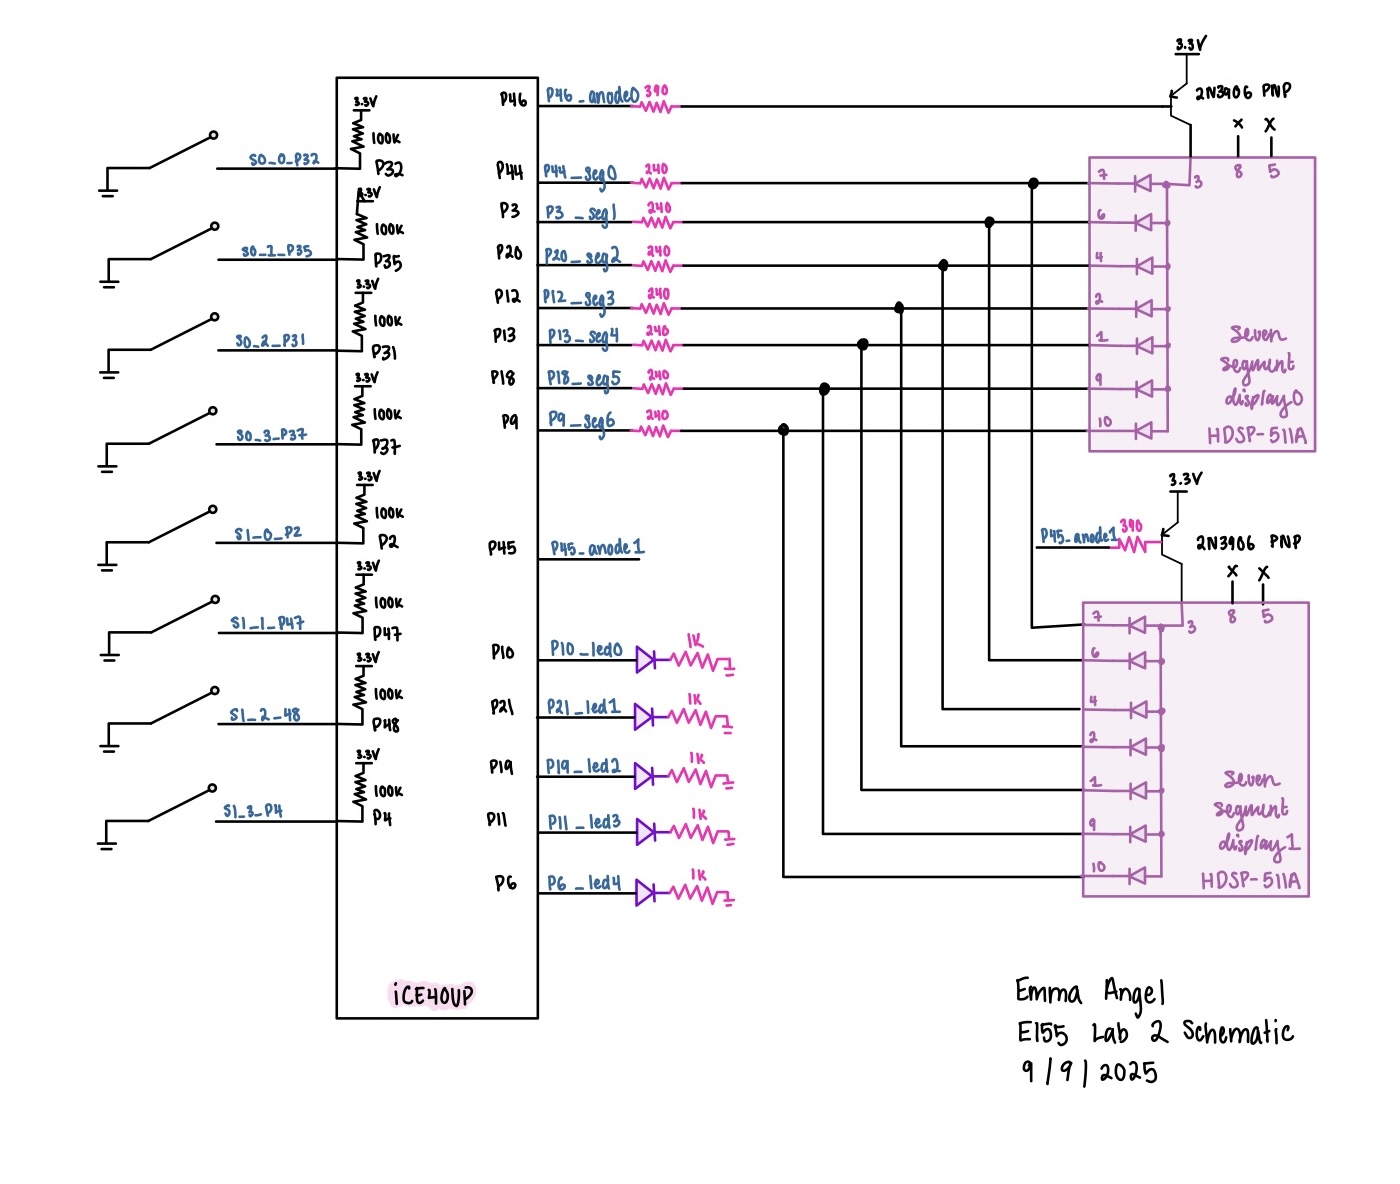 3.3V
2N3906 PNP
x x
8 5
3
P46 P46_anode0 390
P44 P44_seg0 240 7
P3 P3_seg1 240 6
P20 P20_seg2 240 4
P12 P12_seg3 240 2
P13 P13_seg4 240 1
P18 P18_seg5 240 9
P9 P9_seg6 240 10
Seven
segment
display0
HDSP-511A
3.3V
100K
S0_0_P32 P32
3.3V
100K
S0_1_P35 P35
3.3V
100K
S0_2_P31 P31
3.3V
100K
S0_3_P37 P37
3.3V
100K
S1_0_P2 P2
3.3V
100K
S1_1_P47 P47
3.3V
100K
S1_2_48 P48
3.3V
100K
S1_3_P4 P4
P45 P45_anode1
P10 P10_led0 1K
P21 P21_led1 1K
P19 P19_led2 1K
P11 P11_led3 1K
P6 P6_led4 1K
iCE40UP
3.3V
P45_anode1 390
2N3906 PNP
x x
8 5
3
7
6
4
2
1
9
10
Seven
segment
display1
HDSP-511A
Emma Angel
E155 Lab 2 Schematic
9/9/2025